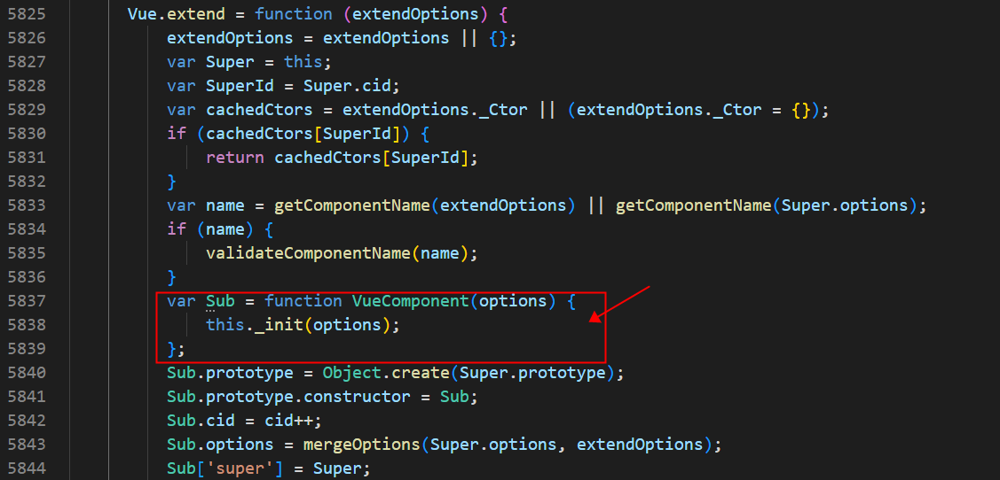 5825 Vue.extend = function (extendOptions) {
5826 extendOptions = extendOptions || {};
5827 var Super = this;
5828 var SuperId = Super.cid;
5829 var cachedCtors = extendOptions._Ctor || (extendOptions._Ctor = {});
5830 if (cachedCtors[SuperId]) {
5831 return cachedCtors[SuperId];
5832 }
5833 var name = getComponentName(extendOptions) || getComponentName(Super.options);
5834 if (name) {
5835 validateComponentName(name);
5836 }
5837 var Sub = function VueComponent(options) {
5838 this._init(options);
5839 };
5840 Sub.prototype = Object.create(Super.prototype);
5841 Sub.prototype.constructor = Sub;
5842 Sub.cid = cid++;
5843 Sub.options = mergeOptions(Super.options, extendOptions);
5844 Sub['super'] = Super;